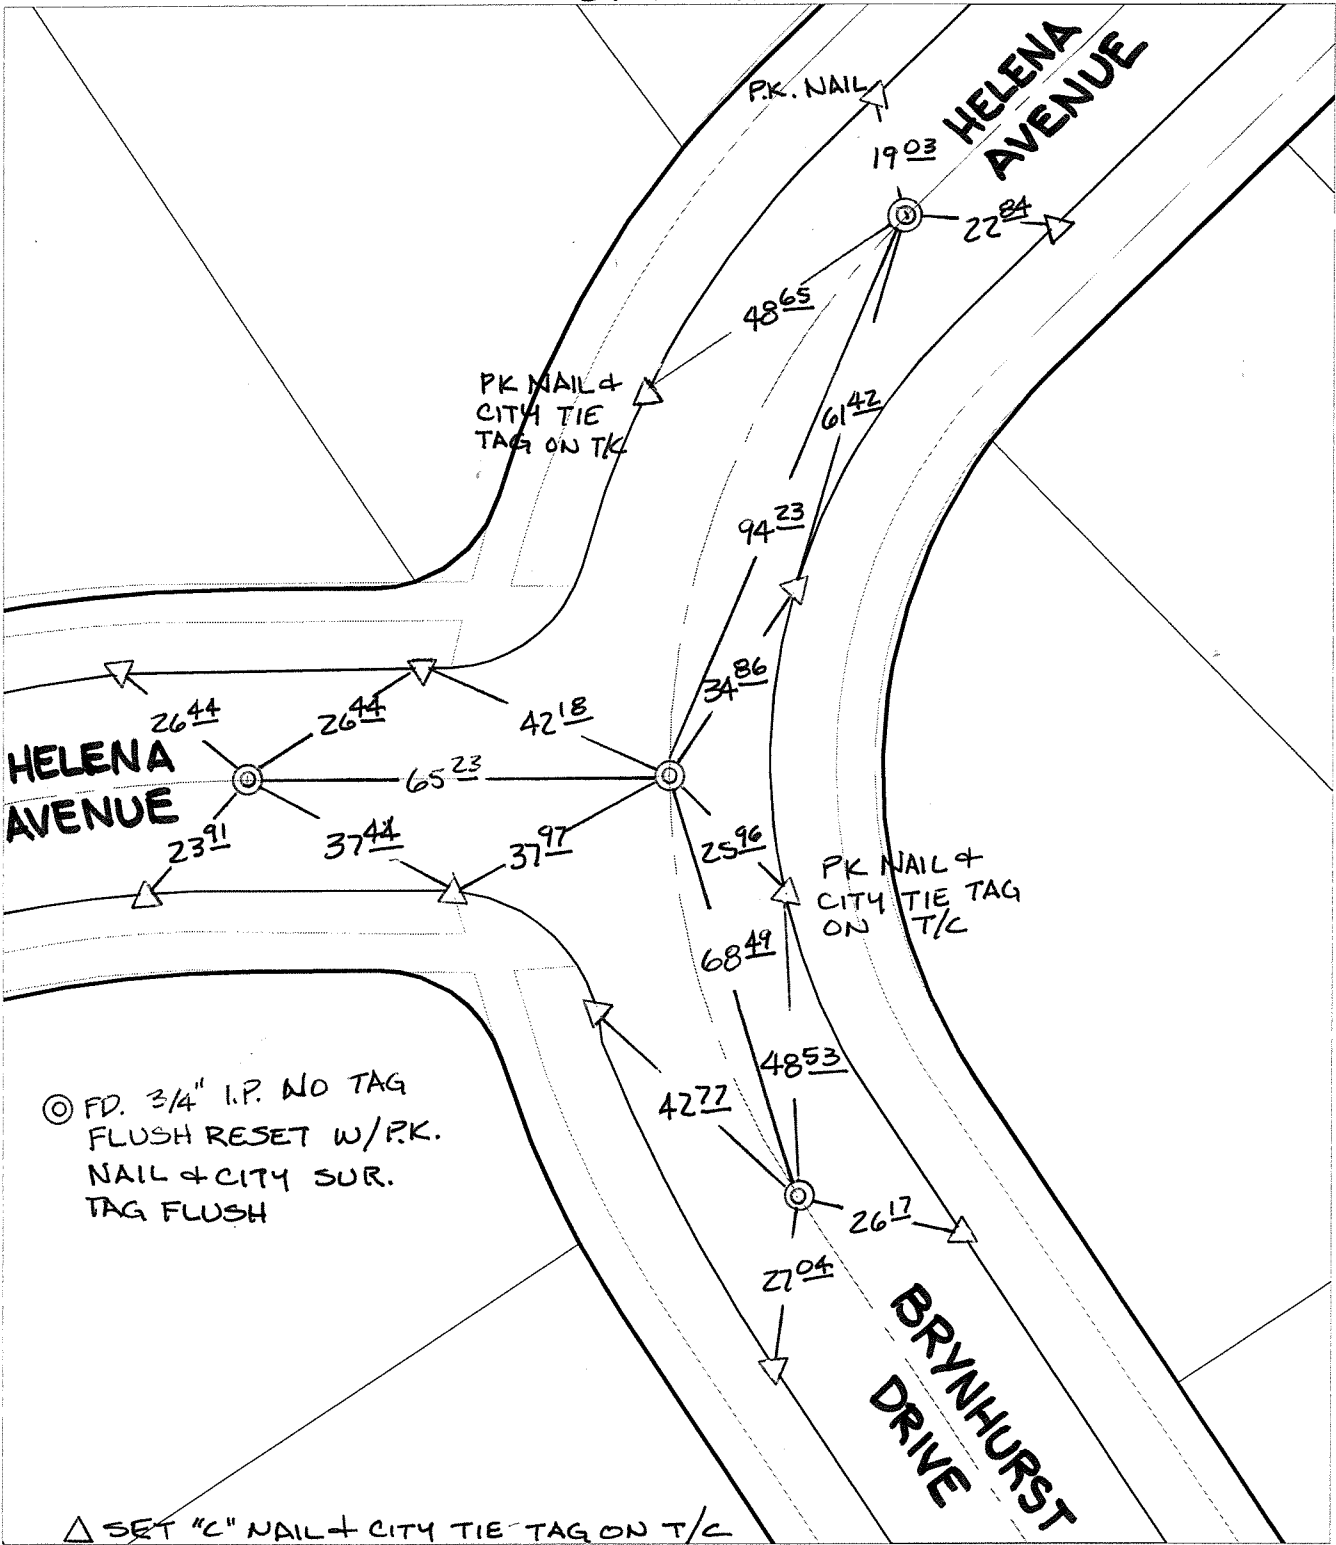 P.K. NAIL
HELENA
AVENUE
19 03
22 84
48 65
PK NAIL &
CITY TIE
TAG ON T/C
61 42
94 23
34 86
26 44
26 44
42 18
HELENA
AVENUE
65 23
23 91
37 44
37 97
25 96
PK NAIL &
CITY TIE TAG
ON T/C
68 49
48 53
42 77
FD. 3/4" I.P. NO TAG
FLUSH RESET W/P.K.
NAIL & CITY SUR.
TAG FLUSH
26 17
27 04
BRYNHURST
DRIVE
SET "C" NAIL & CITY TIE TAG ON T/C